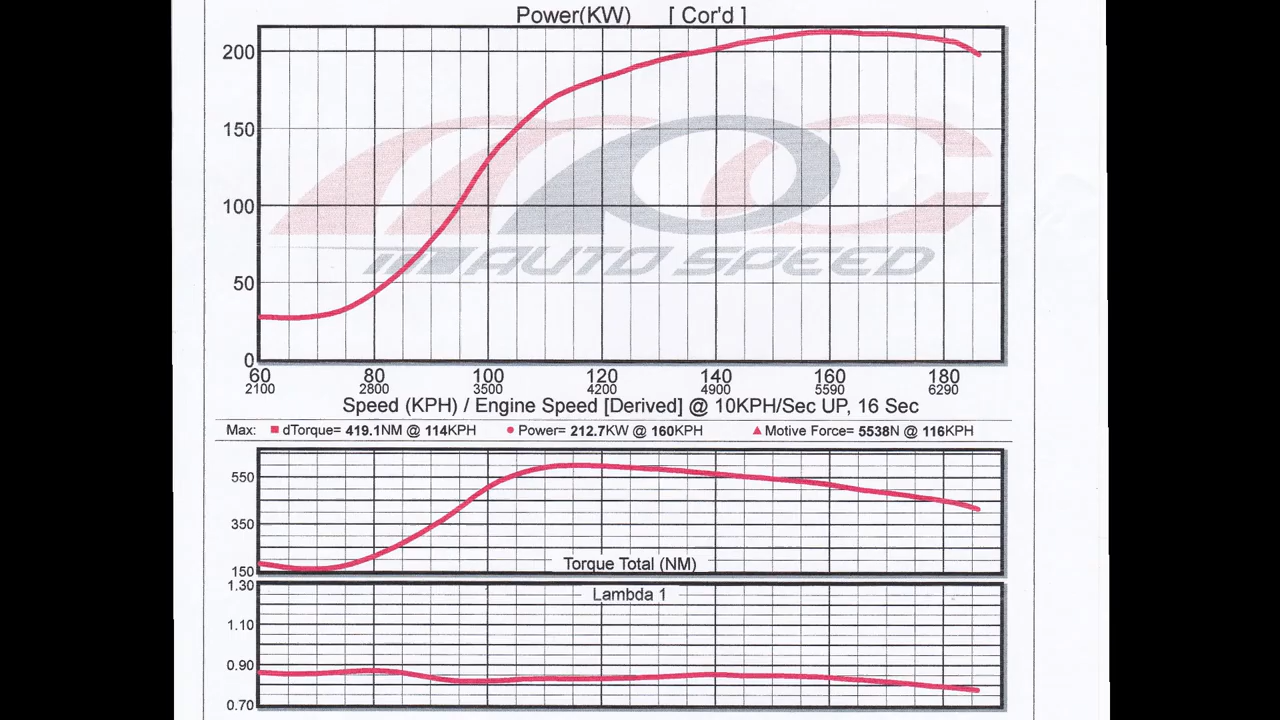 Power(KW) [ Cor'd ]
200
150
100
50
0
60 80 100 120 140 160 180
2100 2800 3500 4200 4900 5590 6290
Speed (KPH) / Engine Speed [Derived] @ 10KPH/Sec UP, 16 Sec
Max: dTorque= 419.1NM @ 114KPH Power= 212.7KW @ 160KPH Motive Force= 5538N @ 116KPH
550
350
150
Torque Total (NM)
1.30
Lambda 1
1.10
0.90
0.70
AUTO SPEED